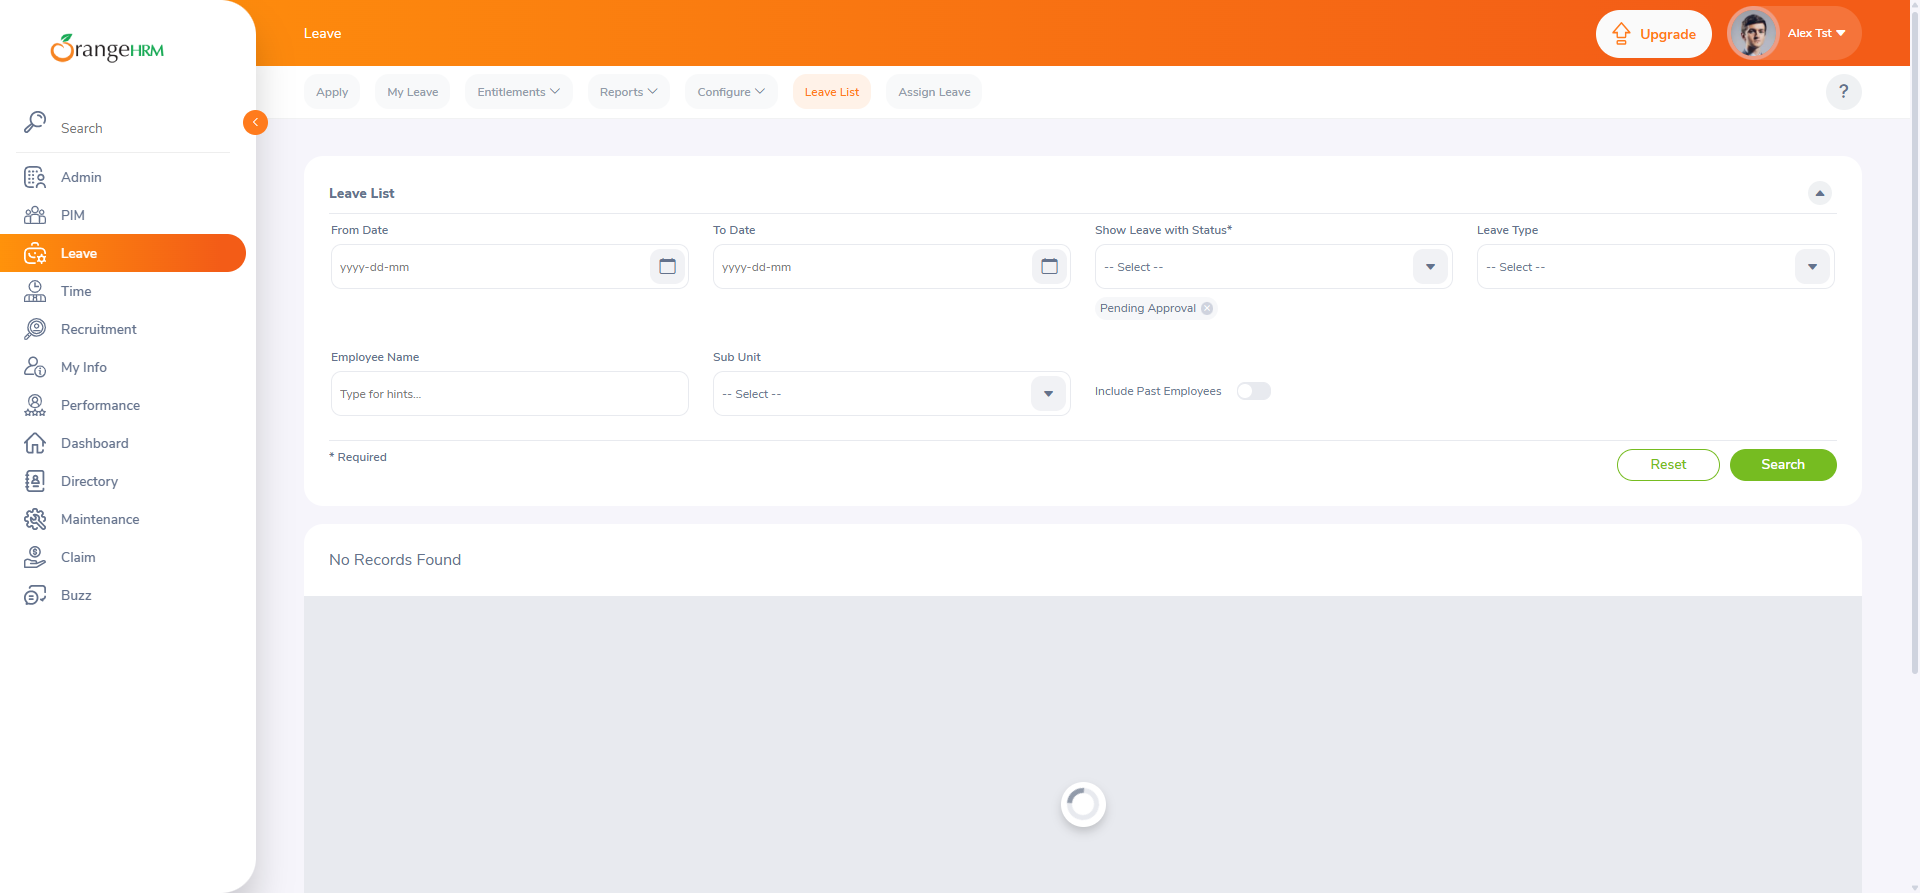 OrangeHRM
Leave
Upgrade
Alex Tst
Apply
My Leave
Entitlements
Reports
Configure
Leave List
Assign Leave
?
Search
Admin
PIM
Leave
Time
Recruitment
My Info
Performance
Dashboard
Directory
Maintenance
Claim
Buzz
Leave List
From Date
To Date
Show Leave with Status*
Leave Type
yyyy-dd-mm
yyyy-dd-mm
-- Select --
-- Select --
Pending Approval
Employee Name
Sub Unit
Type for hints...
-- Select --
Include Past Employees
* Required
Reset
Search
No Records Found